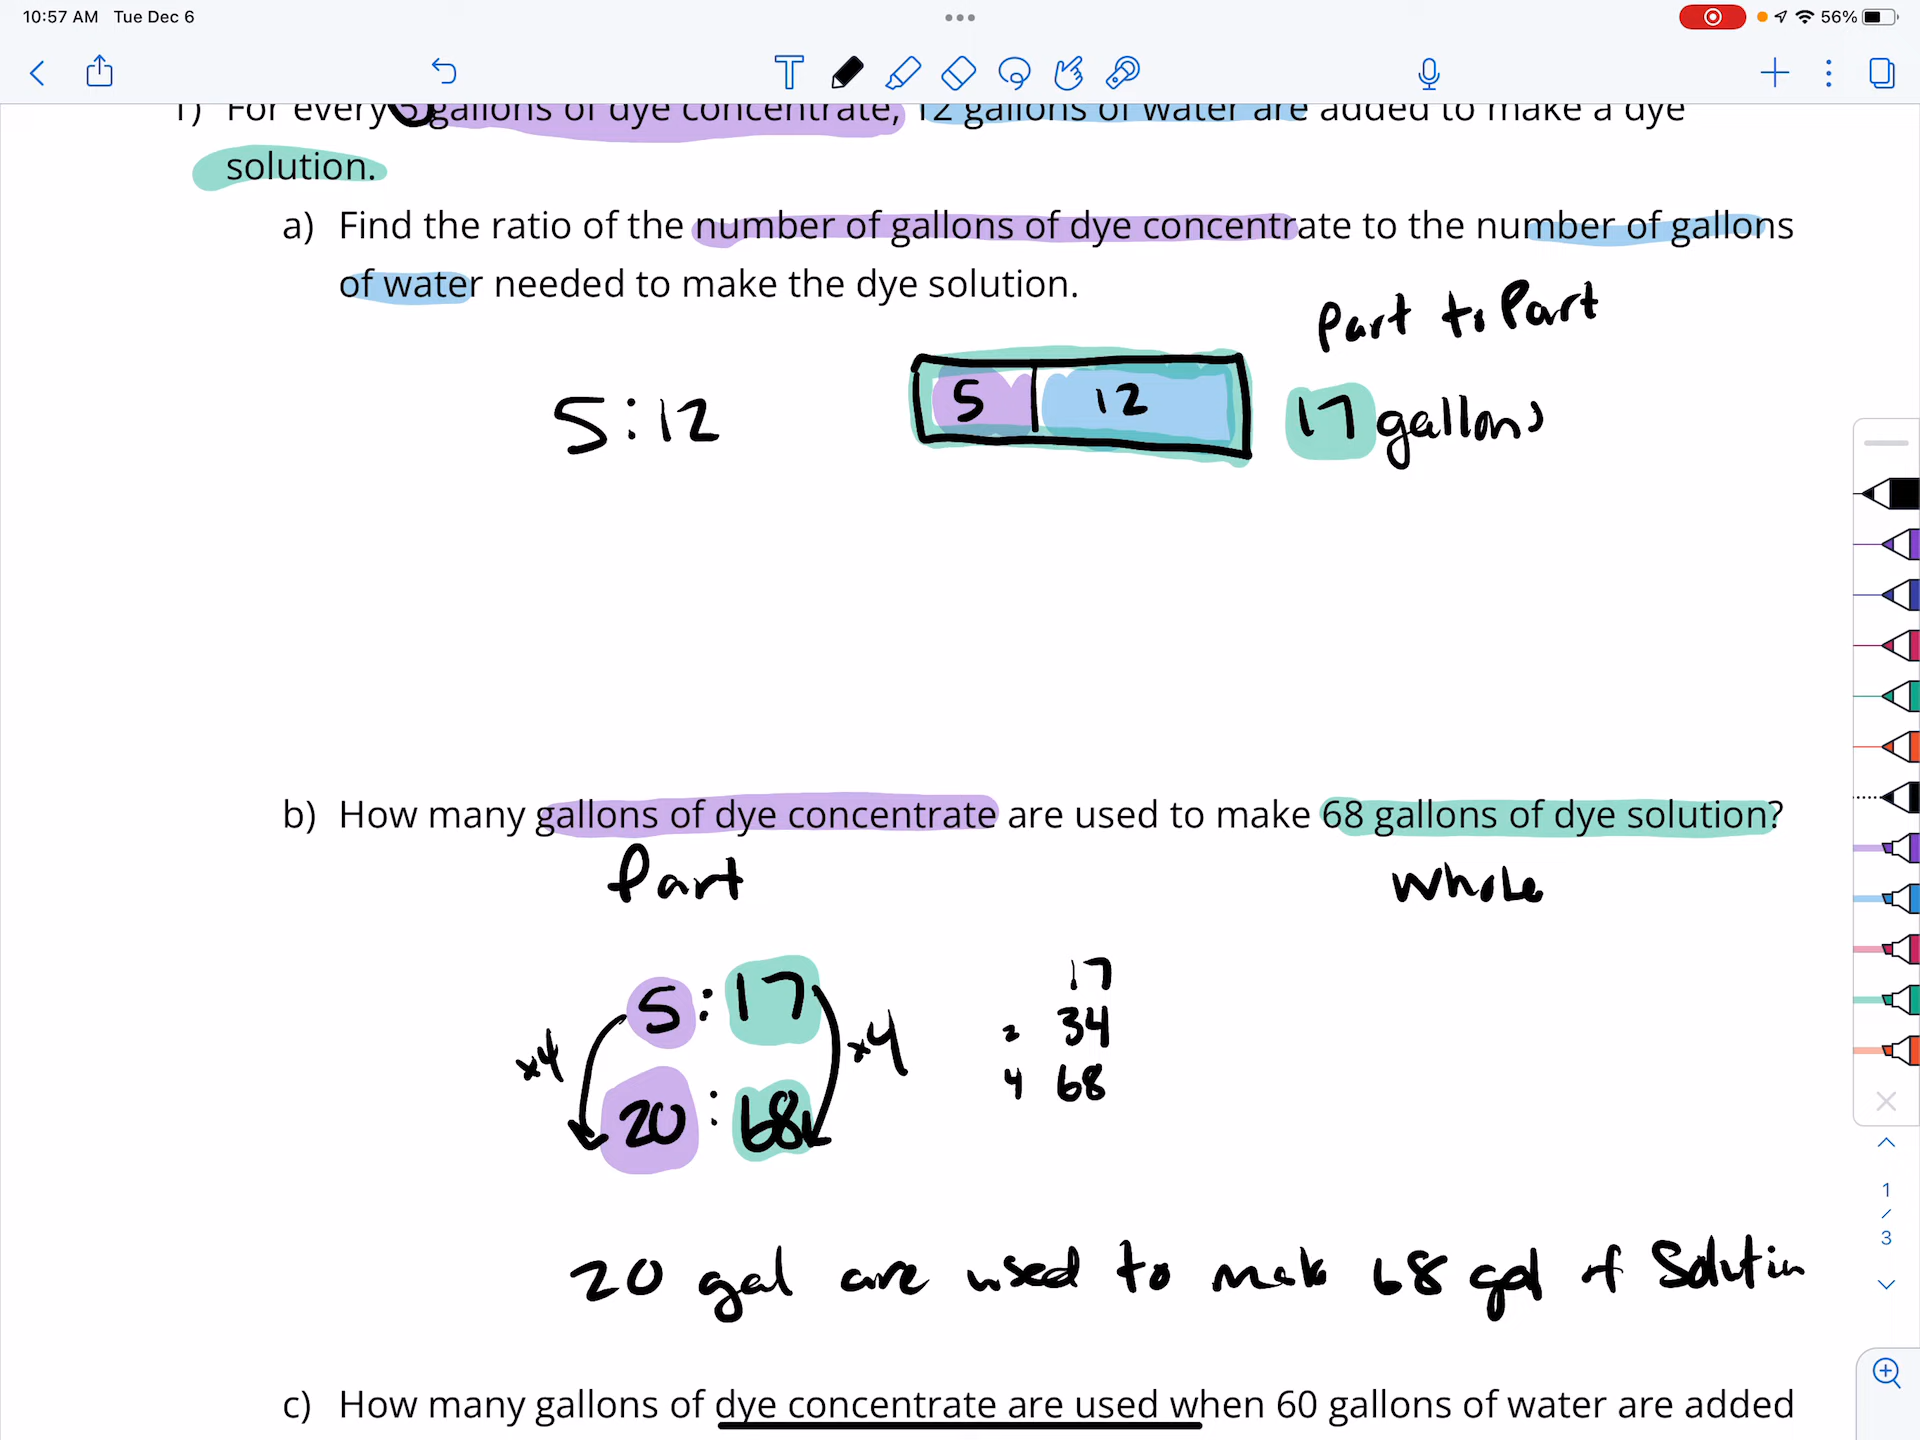 10:57 AM Tue Dec 6
56%
1) For every 5 gallons of dye concentrate, 12 gallons of water are added to make a dye
solution.
a) Find the ratio of the number of gallons of dye concentrate to the number of gallons
of water needed to make the dye solution.
Part to Part
5:12
5 12
17 gallons
b) How many gallons of dye concentrate are used to make 68 gallons of dye solution?
Part
Whole
5:17
x4
x4
20:68
17
2 34
4 68
1
/
3
20 gal are used to make 68 gal of Solution
c) How many gallons of dye concentrate are used when 60 gallons of water are added